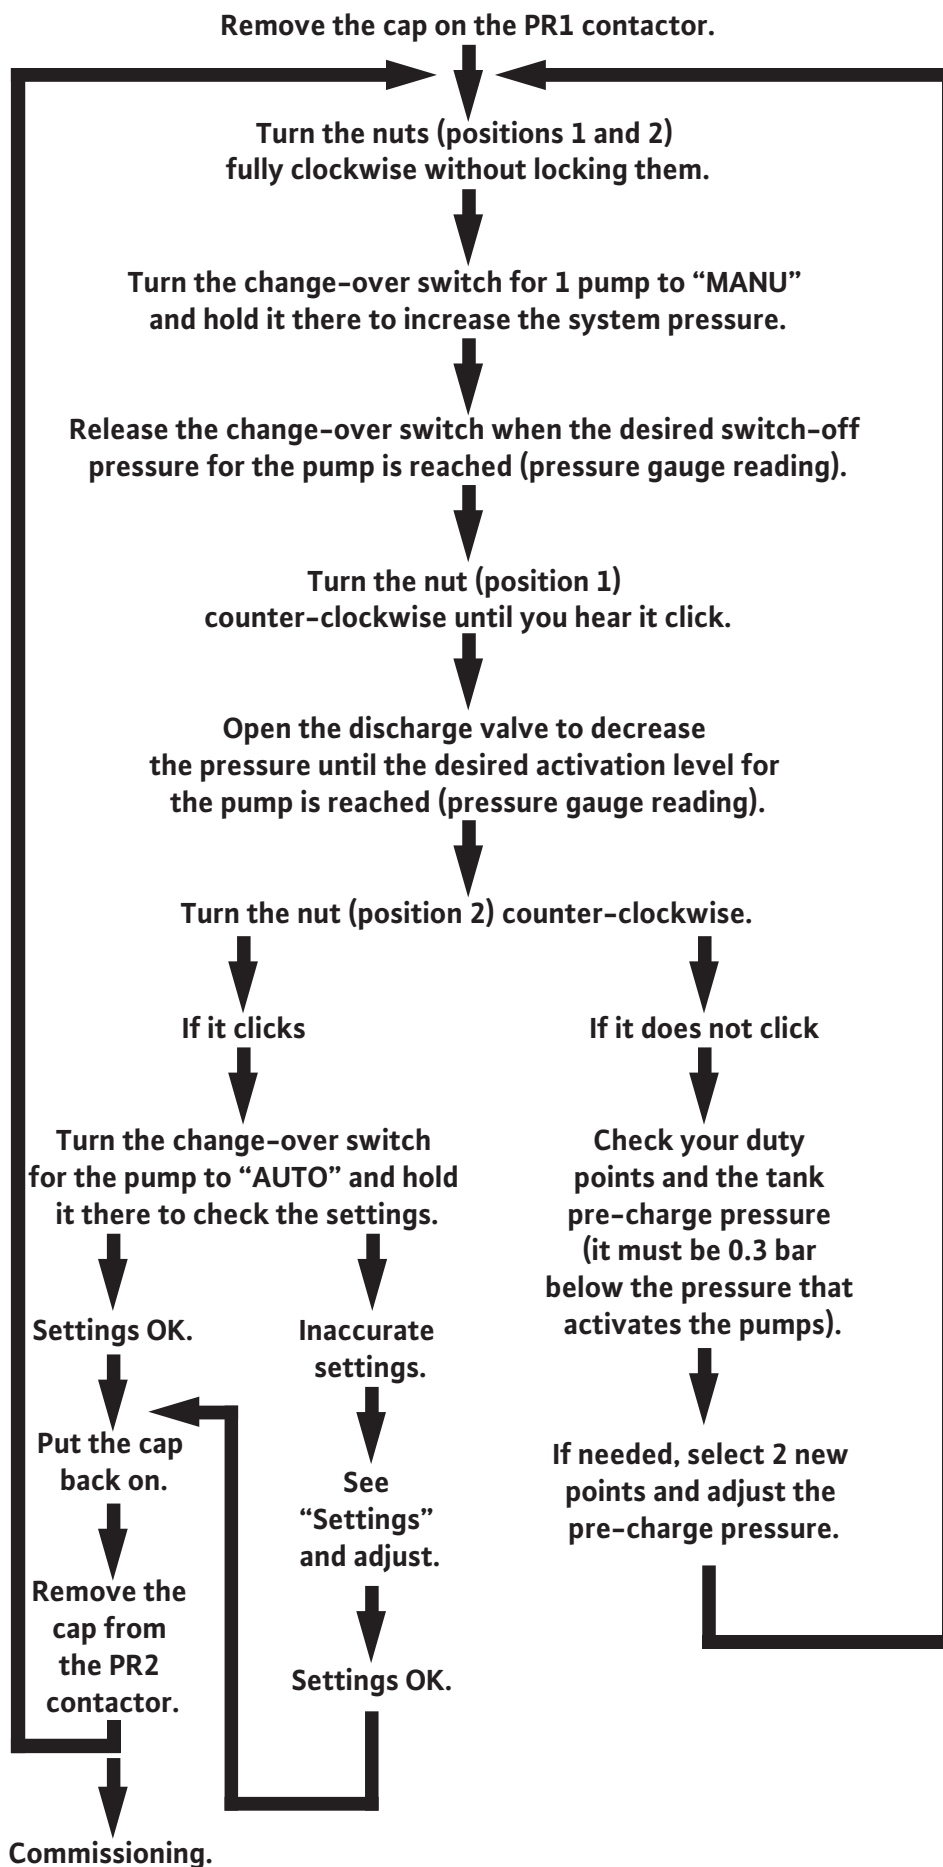 Remove the cap on the PR1 contactor.
Turn the nuts (positions 1 and 2)
fully clockwise without locking them.
Turn the change-over switch for 1 pump to “MANU”
and hold it there to increase the system pressure.
Release the change-over switch when the desired switch-off
pressure for the pump is reached (pressure gauge reading).
Turn the nut (position 1)
counter-clockwise until you hear it click.
Open the discharge valve to decrease
the pressure until the desired activation level for
the pump is reached (pressure gauge reading).
Turn the nut (position 2) counter-clockwise.
If it clicks
Turn the change-over switch
for the pump to “AUTO” and hold
it there to check the settings.
Settings OK.
Put the cap
back on.
Remove the
cap from
the PR2
contactor.
Commissioning.
Inaccurate
settings.
See
“Settings”
and adjust.
Settings OK.
If it does not click
Check your duty
points and the tank
pre-charge pressure
(it must be 0.3 bar
below the pressure that
activates the pumps).
If needed, select 2 new
points and adjust the
pre-charge pressure.